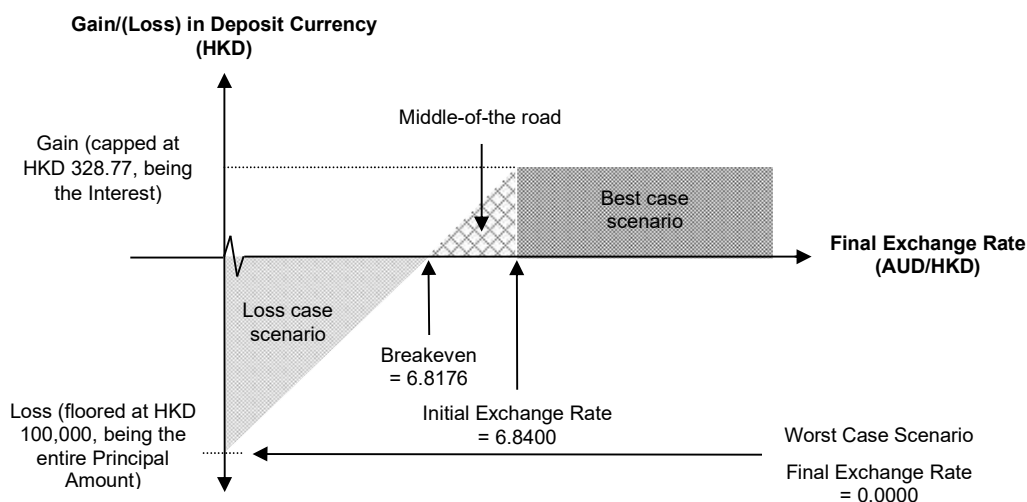 Gain/(Loss) in Deposit Currency
(HKD)
Middle-of-the road
Gain (capped at
HKD 328.77, being
the Interest)
Best case
scenario
Final Exchange Rate
(AUD/HKD)
Loss case
scenario
Breakeven
= 6.8176
Initial Exchange Rate
= 6.8400
Loss (floored at HKD
100,000, being the
entire Principal
Amount)
Worst Case Scenario
Final Exchange Rate
= 0.0000